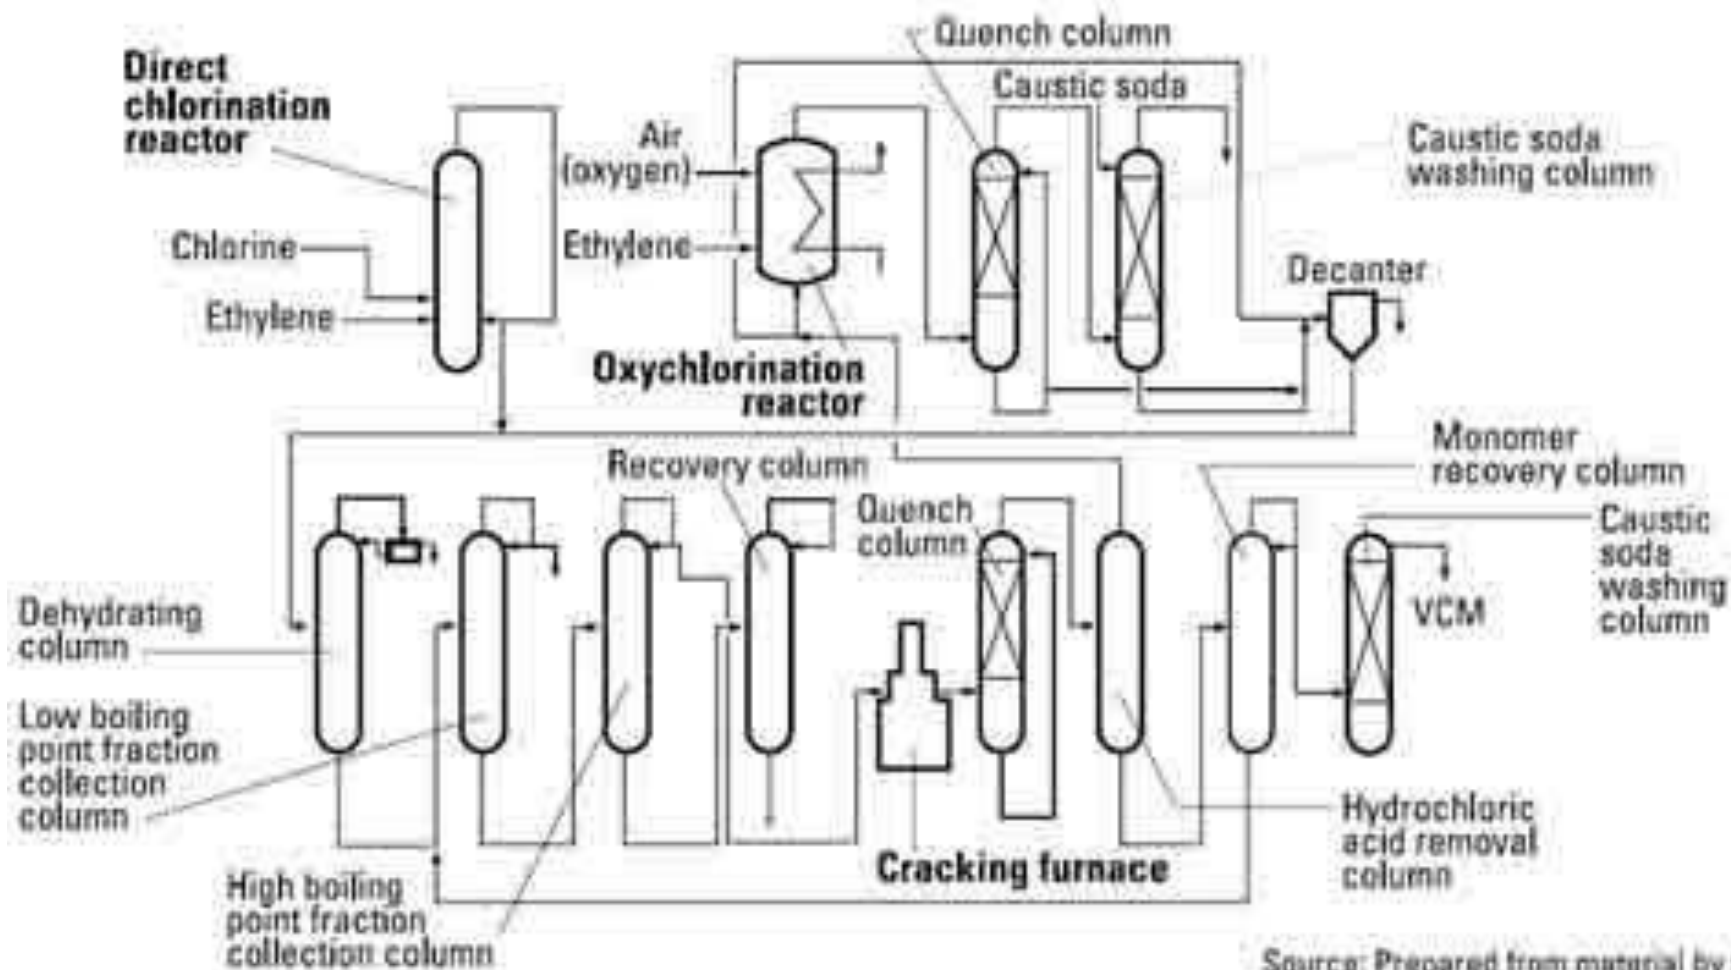 Quench column
Direct
chlorination
reactor
Caustic soda
Air
(oxygen)
Caustic soda
washing column
Chlorine
Ethylene
Decanter
Ethylene
Oxychlorination
reactor
Monomer
recovery column
Recovery column
Quench
column
Caustic
soda
washing
column
Dehydrating
column
VCM
Low boiling
point fraction
collection
column
Hydrochloric
acid removal
column
Cracking furnace
High boiling
point fraction
collection column
Source: Prepared from material by